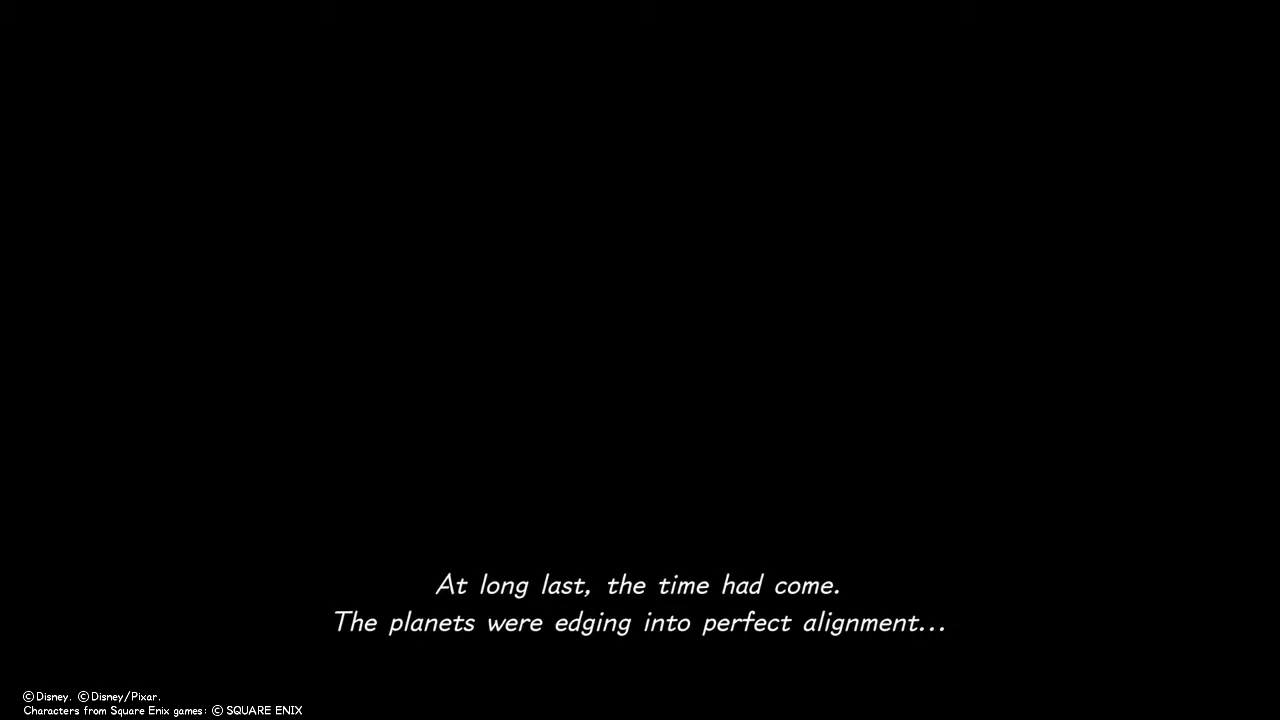 At long last, the time had come.
The planets were edging into perfect alignment...
©Disney. ©Disney/Pixar.
Characters from Square Enix games: © SQUARE ENIX